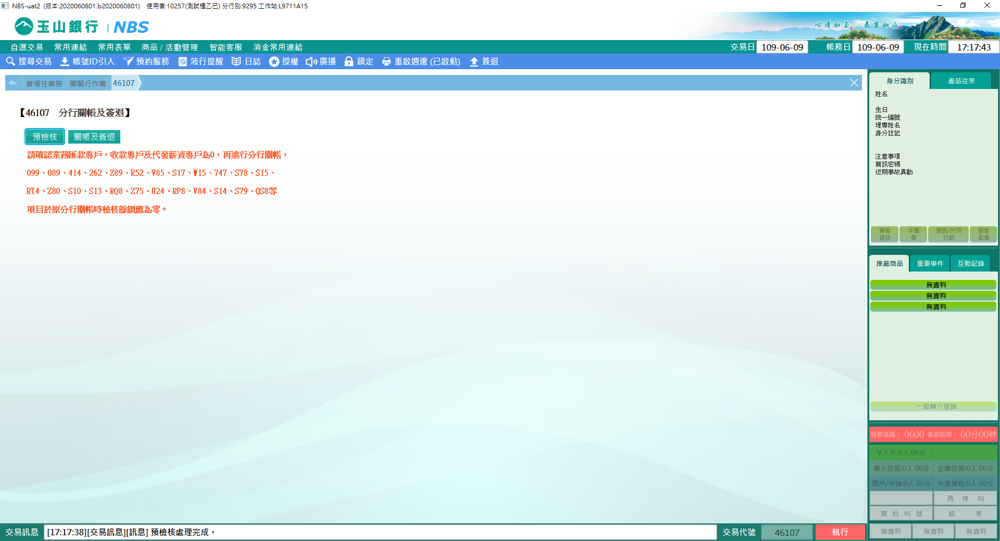 NBS-uat2 (版本:2020060801.b2020060801) 使用者:10257(測試櫃乙巳) 分行別:9295 工作站:L9711A15
玉山銀行 | NBS
心清如玉 義重如山
自選交易 常用連結 常用表單 商品 / 活動管理 智能客服 消金常用連結 交易日 109-06-09 帳務日 109-06-09 現在時間 17:17:43
搜尋交易 帳號ID引入 預約服務 蒞行提醒 日誌 授權 廣播 鎖定 重啟週邊 (已啟動) 簽退
管理性業務 開關行作業 46107
【46107 分行關帳及簽退】
預檢核 關帳及簽退
請確認業務匯款專戶，收款專戶及代發薪資專戶為0，再進行分行關帳，
099、089、414、262、Z89、R52、V85、S17、W15、747、S78、S15、
RT4、Z80、S10、S13、RQ8、Z75、U24、RP8、V84、S14、S79、QS8等
項目於原分行關帳時檢核餘額應為零。
身分識別 產品往來
姓名
生日
統一編號
理專姓名
身分註記
注意事項
簡訊密碼
近期事故異動
顧客資訊 手續費 通路/共同行銷 顧客影像
推薦商品 重要事件 互動記錄
無資料
無資料
無資料
一般轉介登錄
服務號碼： 0000 等候時間： 00分00秒
ＶＩＰ:0人 00分
個人交易:0人 00分 企業交易:0人 00分
開戶/申請:0人 00分 外匯業務:0人 00分
再 呼 叫
預 約 叫 號 結 束
無資料 無資料 無資料
交易訊息 [17:17:38][交易訊息][訊息] 預檢核處理完成。 交易代號 46107 執行